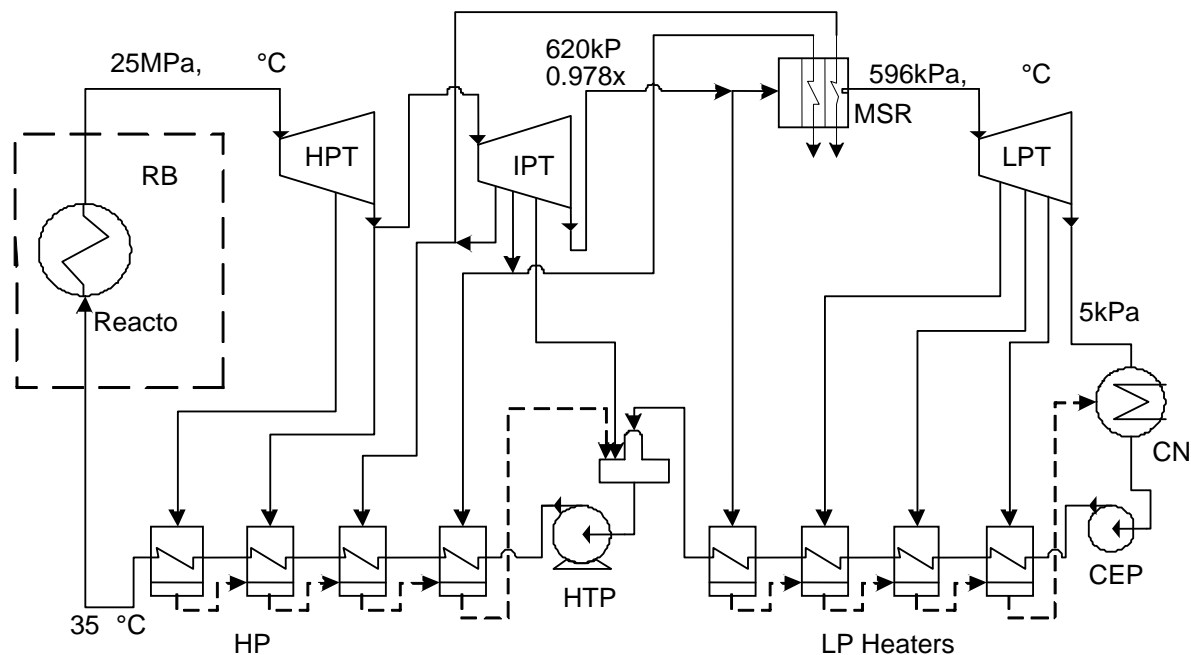 25MPa, °C
620kP
0.978x
596kPa, °C
MSR
HPT
IPT
LPT
RB
Reacto
5kPa
CN
HTP
CEP
35 °C
HP
LP Heaters